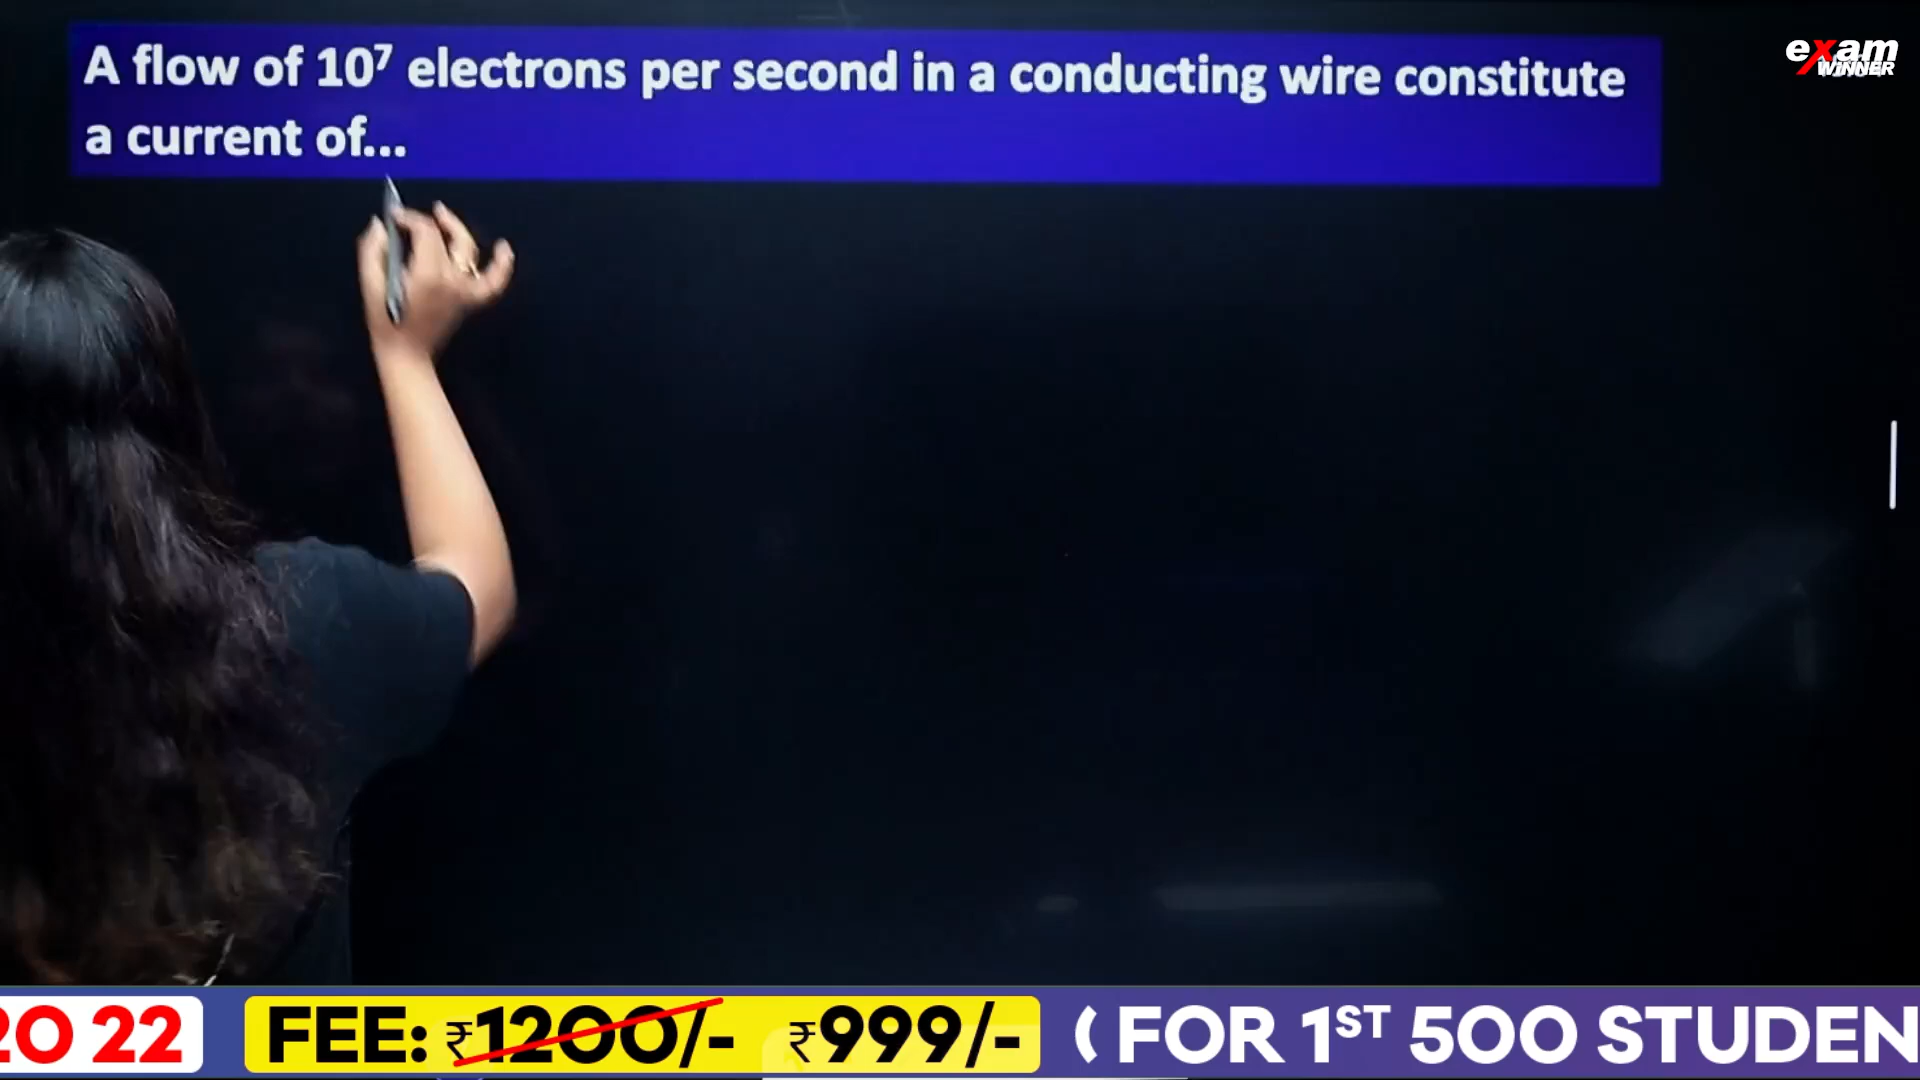 A flow of 10⁷ electrons per second in a conducting wire constitute
a current of...
exam
WINNER
20 22
FEE: ₹1200/- ₹999/- ( FOR 1ST 500 STUDEN